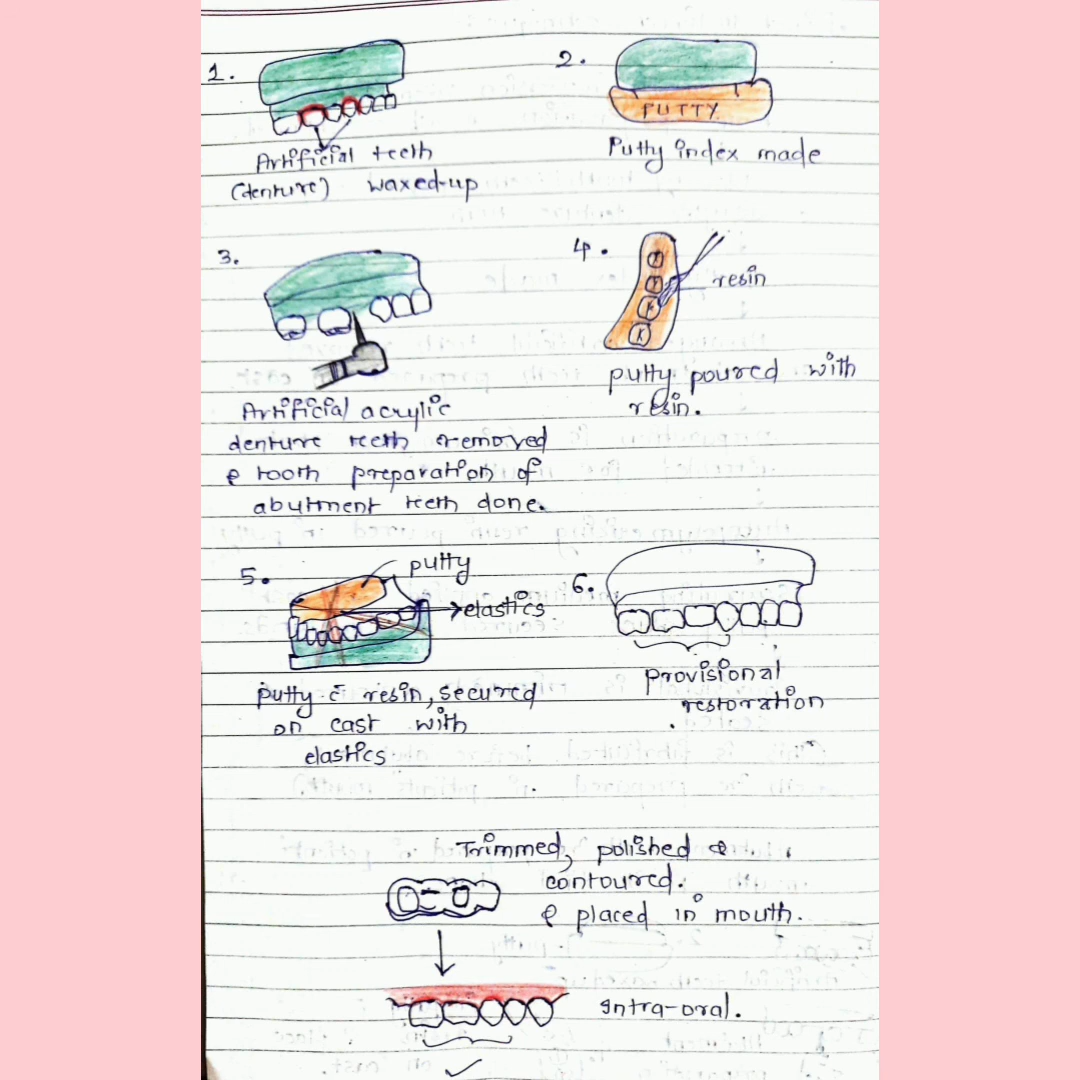 1.
Artificial teeth
(denture) waxed-up
2.
PUTTY
Putty index made
3.
Artificial acrylic
denture teeth removed
& tooth preparation of
abutment teeth done.
4.
resin
putty poured with
resin.
5.
putty
elastics
putty c̄ resin, secured
on cast with
elastics
6.
Provisional
restoration
Trimmed, polished &
contoured.
& placed in mouth.
Intra-oral.